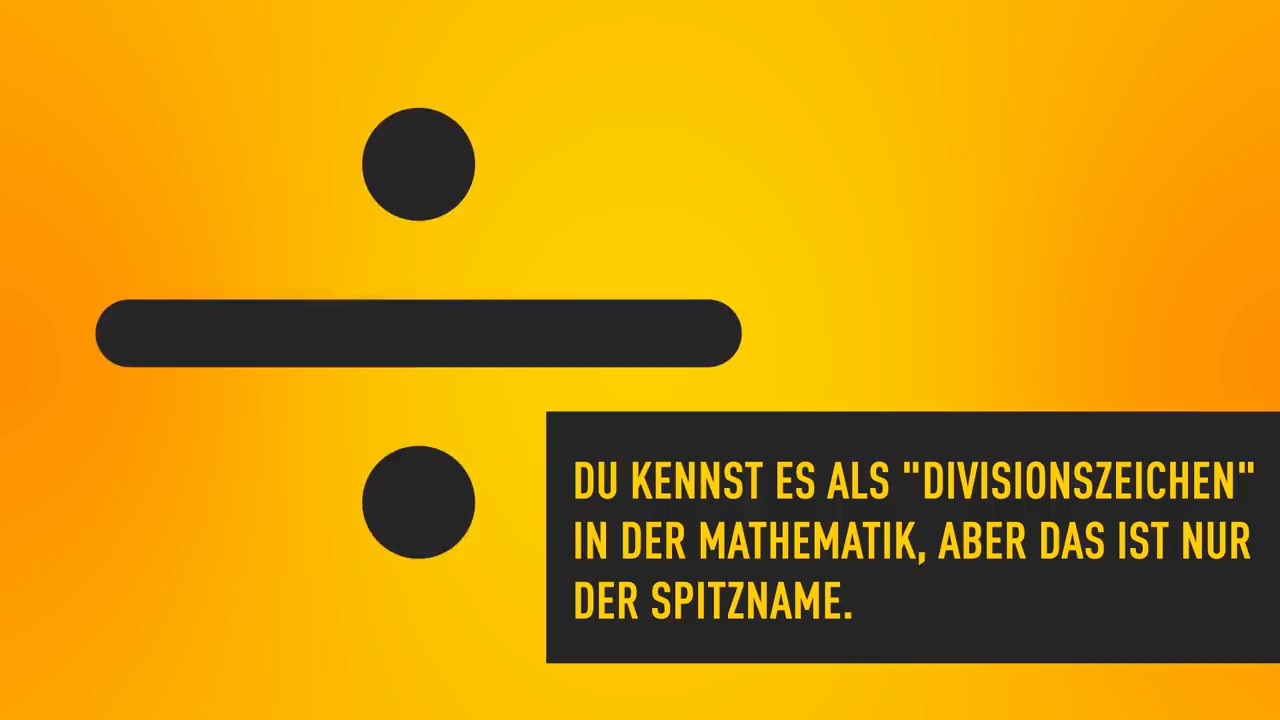 DU KENNST ES ALS "DIVISIONSZEICHEN"
IN DER MATHEMATIK, ABER DAS IST NUR
DER SPITZNAME.